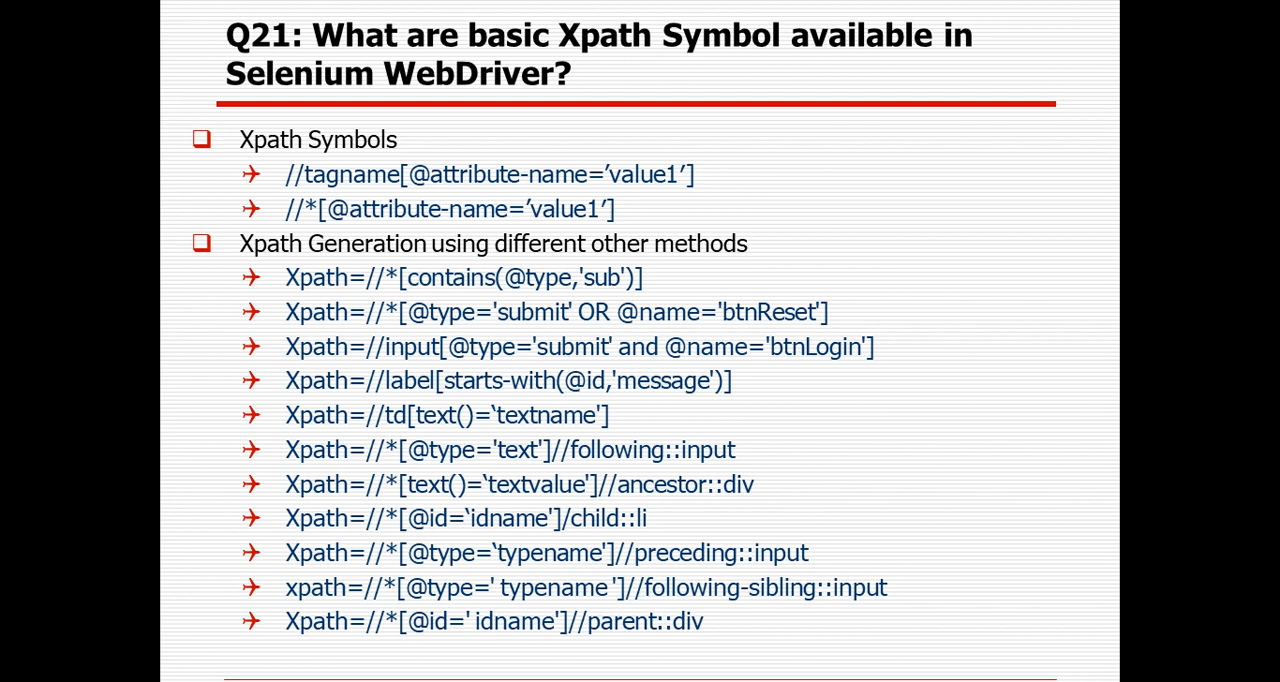 Q21: What are basic Xpath Symbol available in
Selenium WebDriver?
Xpath Symbols
//tagname[@attribute-name=’value1′]
//*[@attribute-name=’value1′]
Xpath Generation using different other methods
Xpath=//*[contains(@type,'sub')]
Xpath=//*[@type='submit' OR @name='btnReset']
Xpath=//input[@type='submit' and @name='btnLogin']
Xpath=//label[starts-with(@id,'message')]
Xpath=//td[text()=‘textname']
Xpath=//*[@type='text']//following::input
Xpath=//*[text()=‘textvalue']//ancestor::div
Xpath=//*[@id=‘idname']/child::li
Xpath=//*[@type=‘typename']//preceding::input
xpath=//*[@type=' typename ']//following-sibling::input
Xpath=//*[@id=' idname']//parent::div